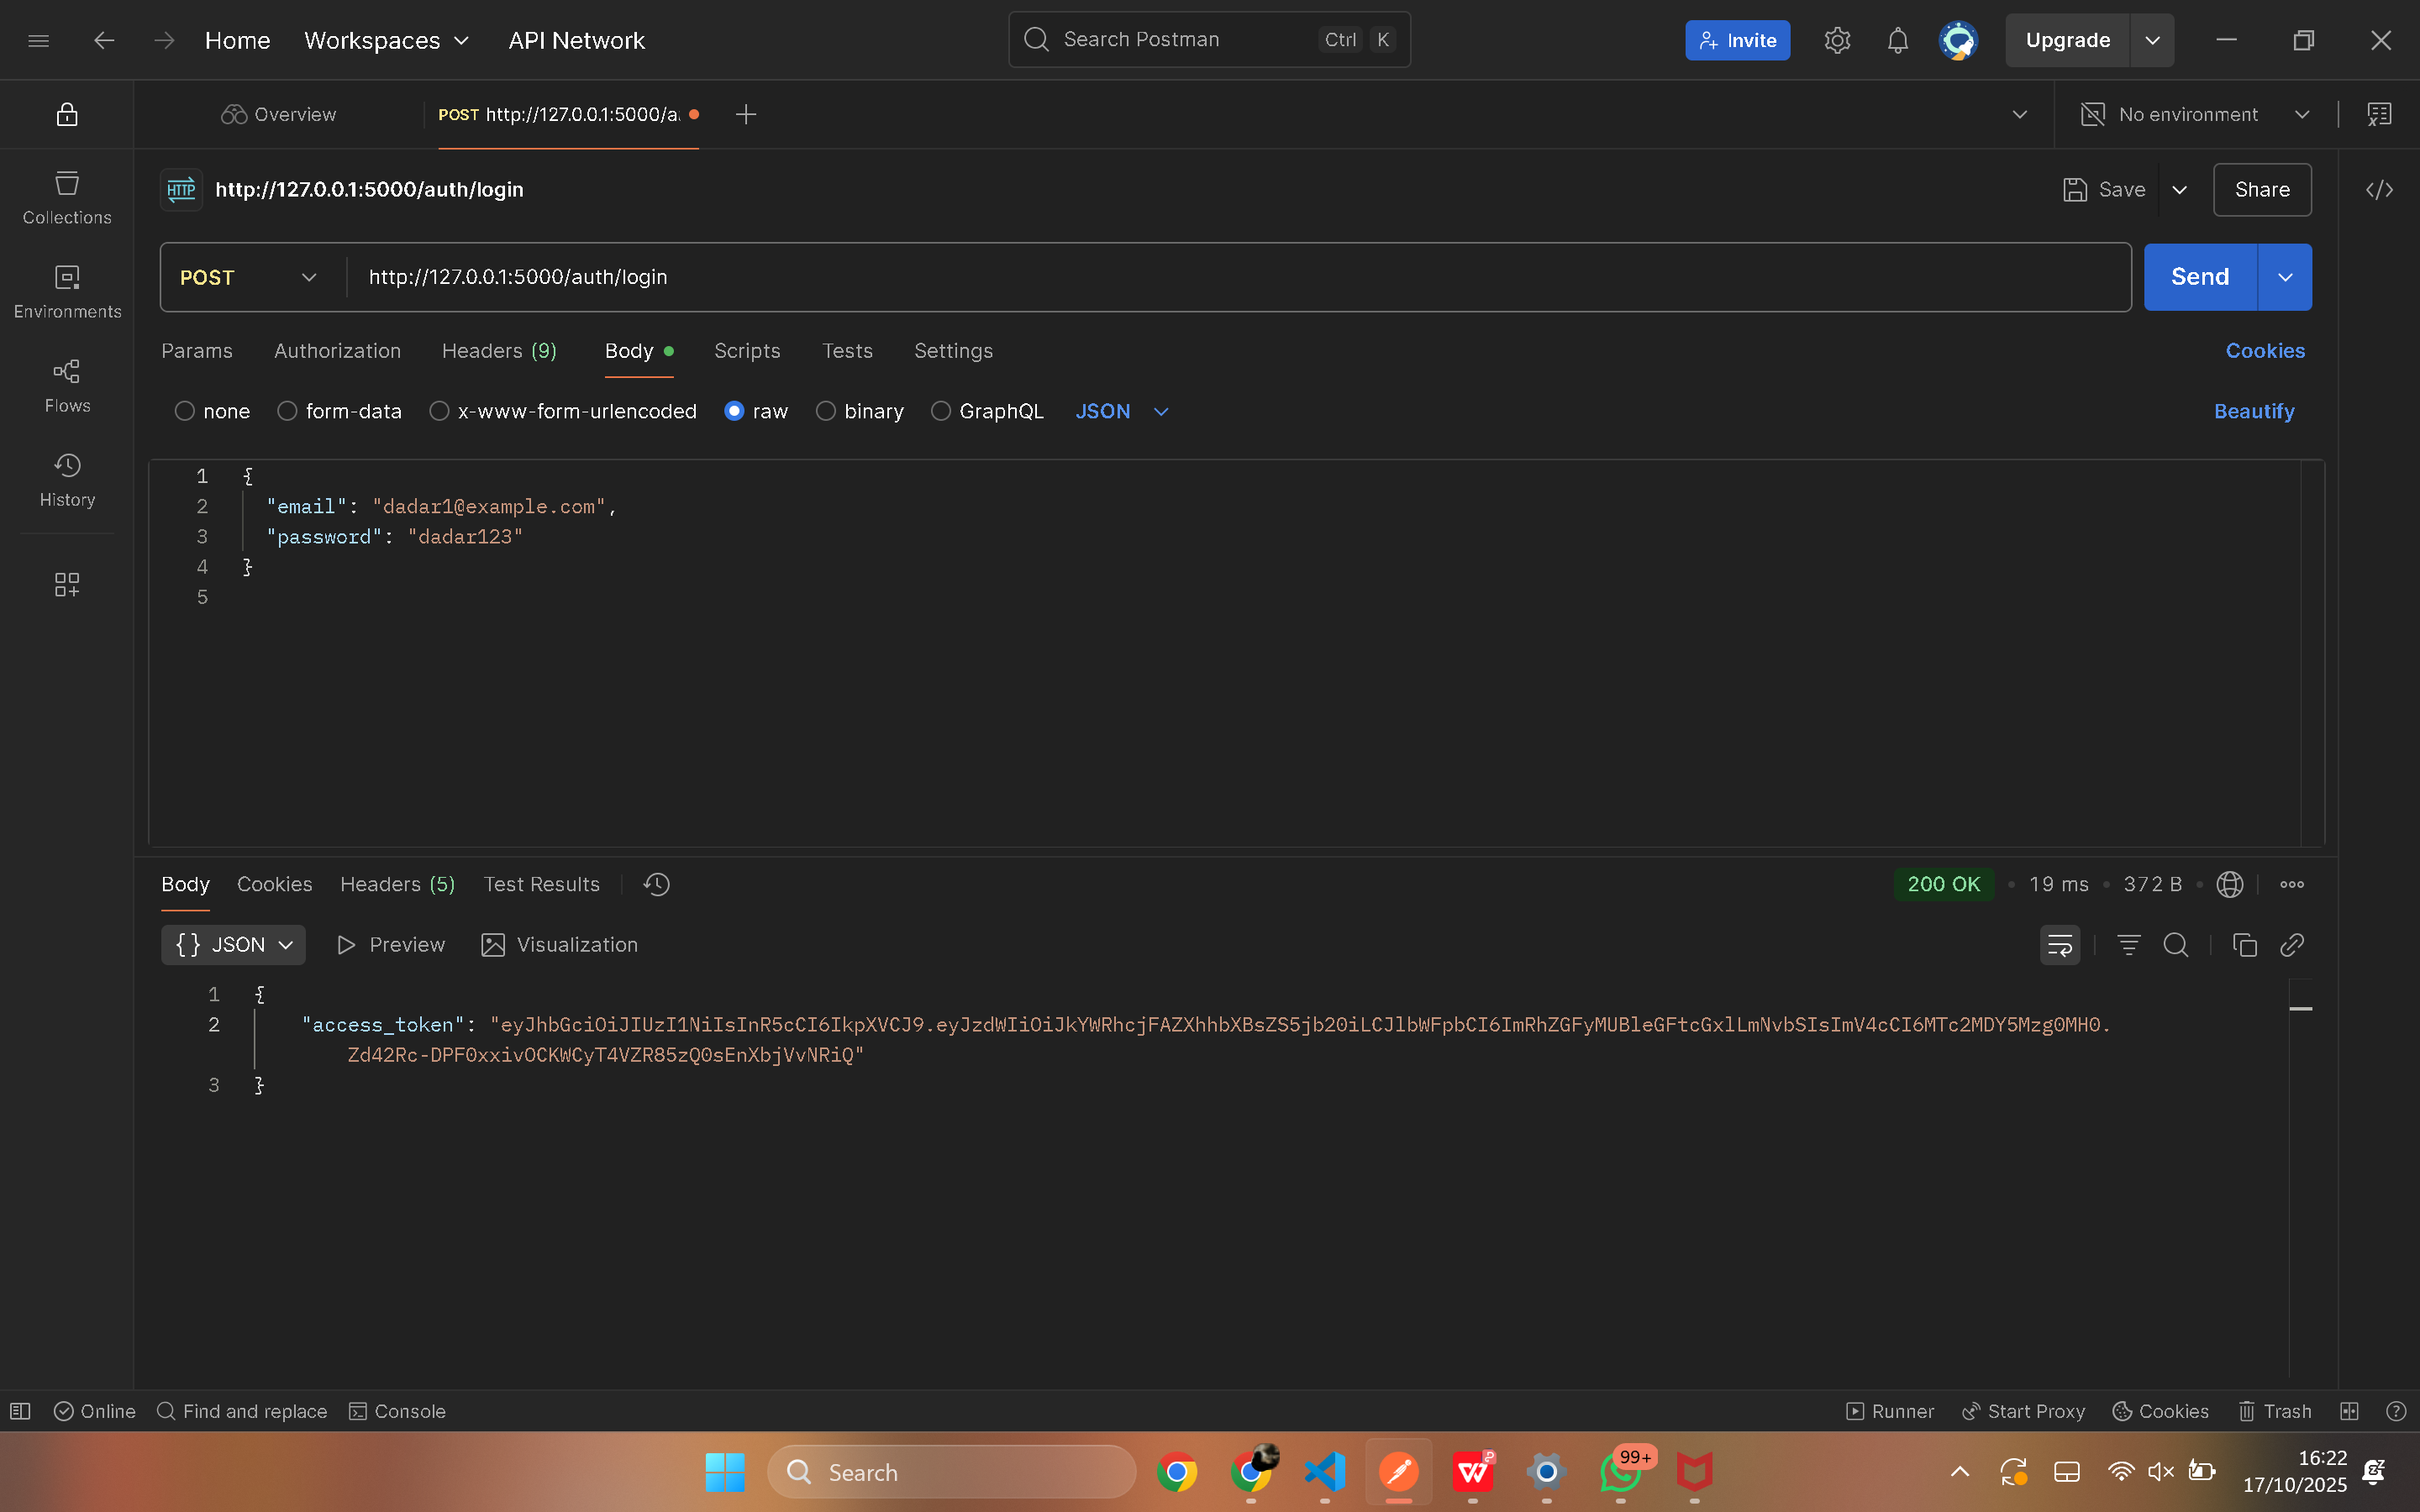 Home Workspaces API Network Search Postman Ctrl K Invite Upgrade
Overview POST http://127.0.0.1:5000/a No environment
HTTP http://127.0.0.1:5000/auth/login Save Share
Collections
Environments
Flows
History
POST http://127.0.0.1:5000/auth/login Send
Params Authorization Headers (9) Body Scripts Tests Settings Cookies
none form-data x-www-form-urlencoded raw binary GraphQL JSON Beautify
1 {
2 "email": "dadar1@example.com",
3 "password": "dadar123"
4 }
5
Body Cookies Headers (5) Test Results 200 OK 19 ms 372 B
{} JSON Preview Visualization
1 {
2 "access_token": "eyJhbGciOiJIUzI1NiIsInR5cCI6IkpXVCJ9.eyJzdWIiOiJkYWRhcjFAZXhhbXBsZS5jb20iLCJlbWFpbCI6ImRhZGFyMUBleGFtcGxlLmNvbSIsImV4cCI6MTc2MDY5Mzg0MH0.
Zd42Rc-DPF0xxivOCKWCyT4VZR85zQ0sEnXbjVvNRiQ"
3 }
Online Find and replace Console Runner Start Proxy Cookies Trash
Search 99+ 16:22
17/10/2025